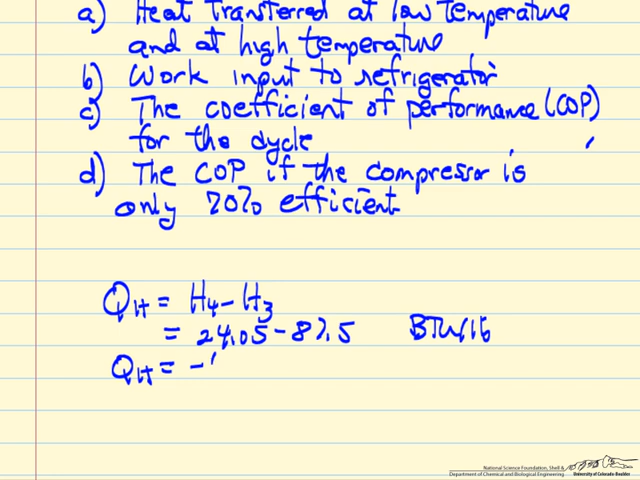 a) Heat transferred at low temperature
and at high temperature
b) Work input to refrigerator
c) The coefficient of performance (COP)
for the cycle
d) The COP if the compressor is
only 70% efficient
QH = H4 - H3
= 24.05 - 87.5 BTU/lb
QH = -
National Science Foundation, Shell &
Department of Chemical and Biological Engineering
University of Colorado Boulder